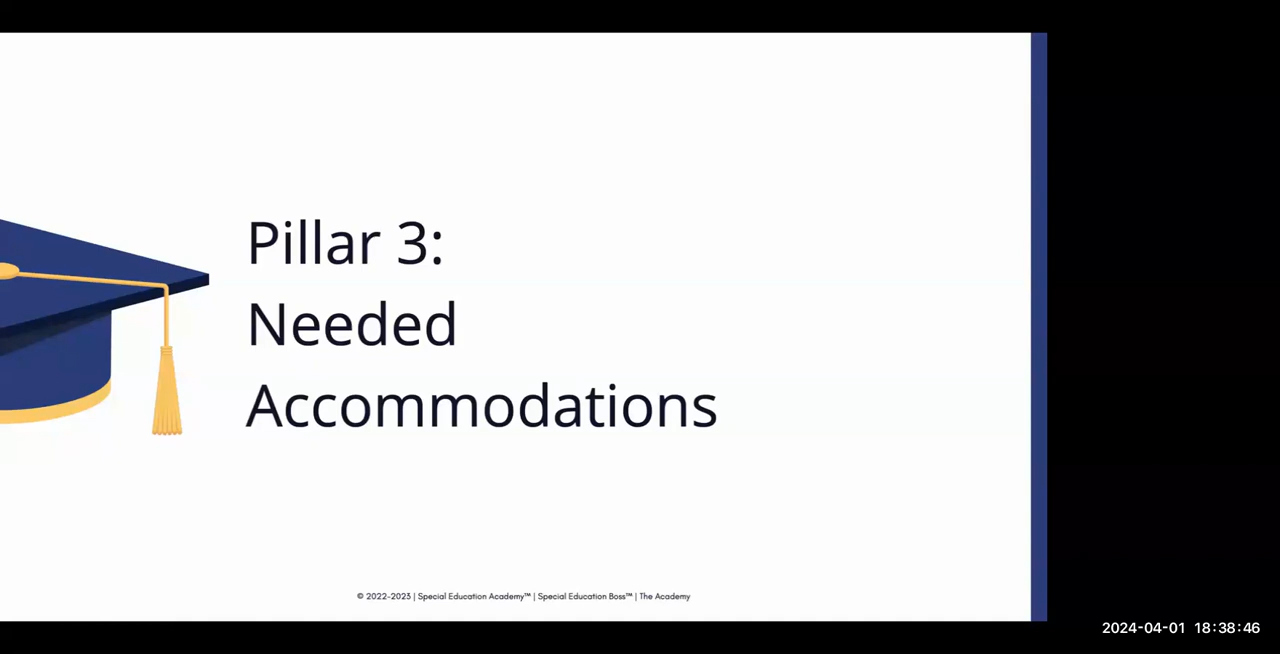 Pillar 3:
Needed
Accommodations
© 2022-2023 | Special Education Academy™ | Special Education Boss™ | The Academy
2024-04-01 18:38:46